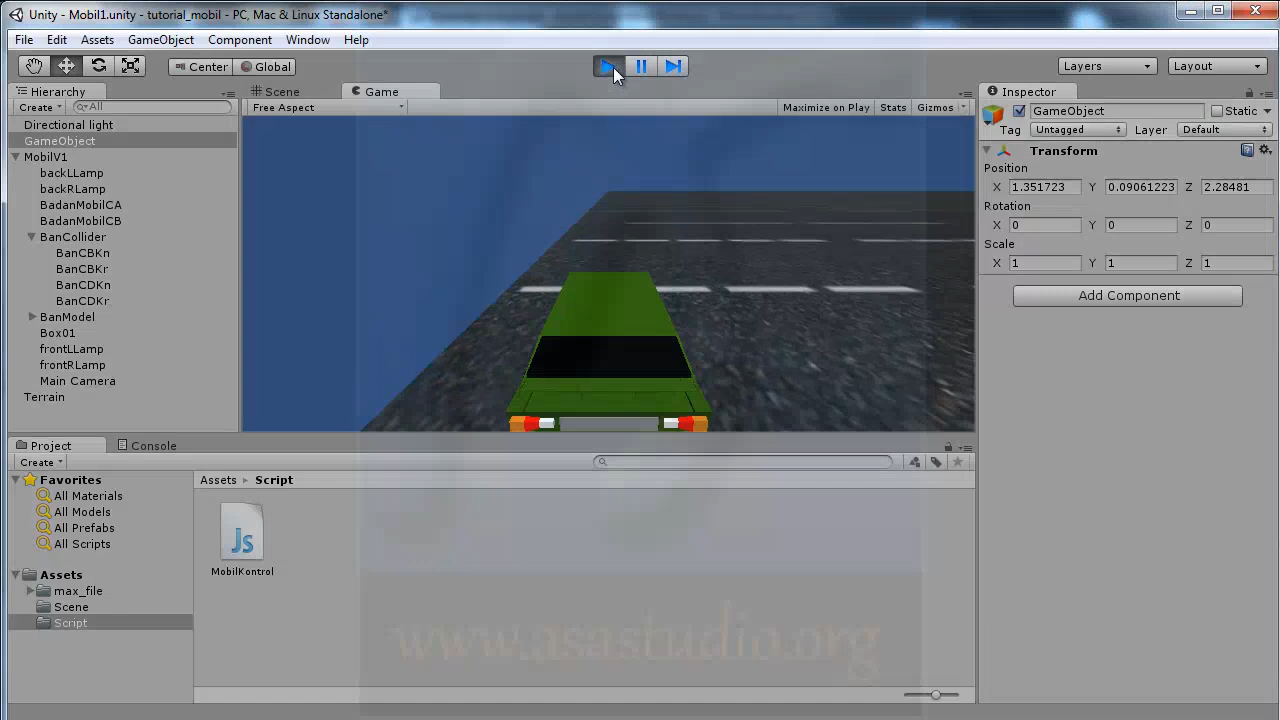 Unity - Mobil1.unity - tutorial_mobil - PC, Mac & Linux Standalone*
File Edit Assets GameObject Component Window Help
Center Global Layers Layout
Hierarchy
Create All
Directional light
GameObject
MobilV1
backLLamp
backRLamp
BadanMobilCA
BadanMobilCB
BanCollider
BanCBKn
BanCBKr
BanCDKn
BanCDKr
BanModel
Box01
frontLLamp
frontRLamp
Main Camera
Terrain
Scene Game
Free Aspect Maximize on Play Stats Gizmos
Inspector
GameObject Static
Tag Untagged Layer Default
Transform
Position
X 1.351723 Y 0.09061223 Z 2.28481
Rotation
X 0 Y 0 Z 0
Scale
X 1 Y 1 Z 1
Add Component
Project Console
Create
Favorites
All Materials
All Models
All Prefabs
All Scripts
Assets
max_file
Scene
Script
Assets ▸ Script
Js
MobilKontrol
www.asastudio.org